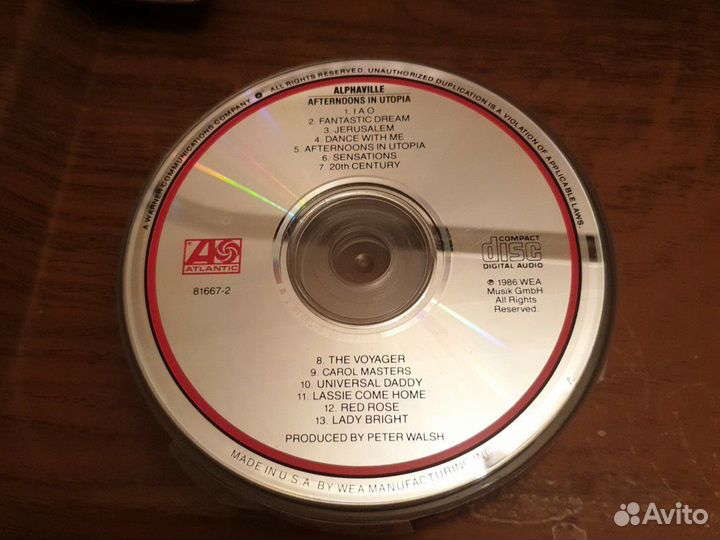 A WARNER COMMUNICATIONS COMPANY ALL RIGHTS RESERVED. UNAUTHORIZED DUPLICATION IS A VIOLATION OF APPLICABLE LAWS.
ALPHAVILLE
AFTERNOONS IN UTOPIA
1. I A O
2. FANTASTIC DREAM
3. JERUSALEM
4. DANCE WITH ME
5. AFTERNOONS IN UTOPIA
6. SENSATIONS
7. 20th CENTURY
ATLANTIC
81667-2
COMPACT
disc
DIGITAL AUDIO
℗ 1986 WEA
Musik GmbH
All Rights
Reserved.
8. THE VOYAGER
9. CAROL MASTERS
10. UNIVERSAL DADDY
11. LASSIE COME HOME
12. RED ROSE
13. LADY BRIGHT
PRODUCED BY PETER WALSH
MADE IN U.S.A. BY WEA MANUFACTURING INC.
Avito